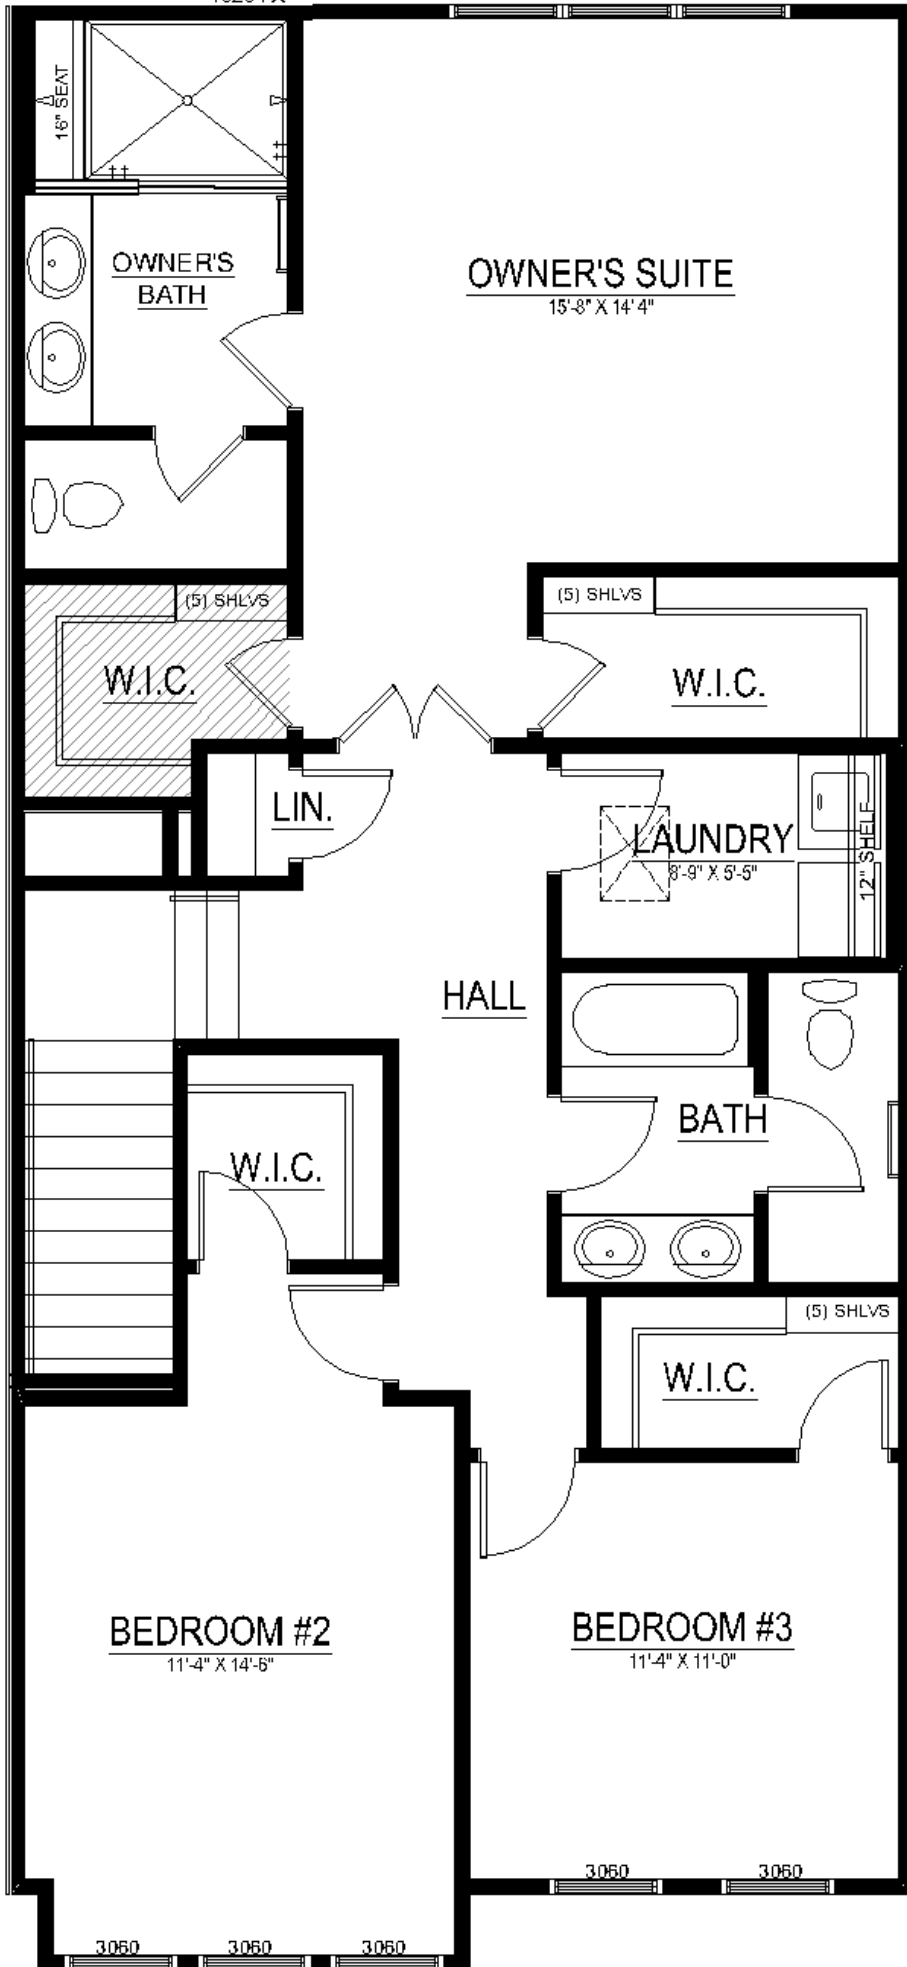 16" SEAT
OWNER'S
BATH
OWNER'S SUITE
15'-8" X 14'4"
(5) SHLVS
W.I.C.
(5) SHLVS
W.I.C.
LIN.
LAUNDRY
8'-9" X 5'-5"
12" SHELF
HALL
BATH
W.I.C.
(5) SHLVS
W.I.C.
BEDROOM #2
11'-4" X 14'-6"
BEDROOM #3
11'-4" X 11'-0"
3060
3060
3060
3060
3060